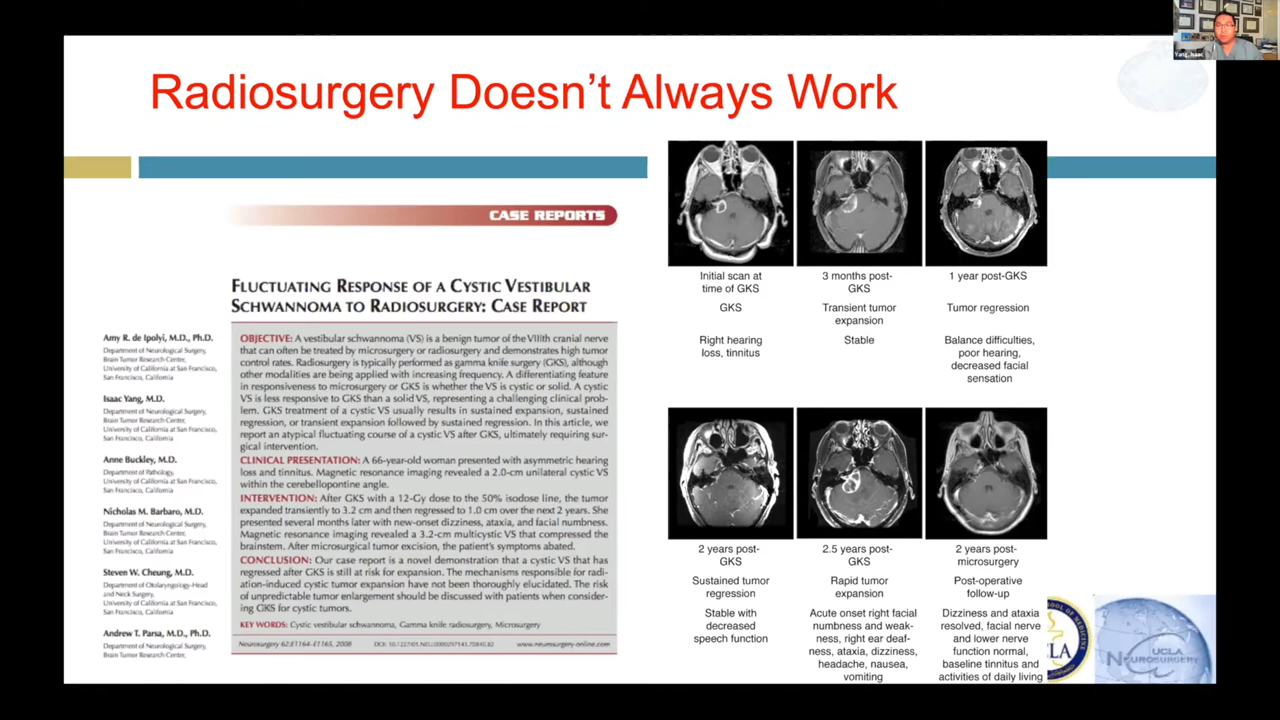 Yang, Isaac
Radiosurgery Doesn't Always Work
CASE REPORTS
FLUCTUATING RESPONSE OF A CYSTIC VESTIBULAR
SCHWANNOMA TO RADIOSURGERY: CASE REPORT
Amy R. de Ipolyi, M.D., Ph.D.
Department of Neurological Surgery,
Brain Tumor Research Center,
University of California at San Francisco,
San Francisco, California
Isaac Yang, M.D.
Department of Neurological Surgery,
Brain Tumor Research Center,
University of California at San Francisco,
San Francisco, California
Anne Buckley, M.D.
Department of Pathology,
University of California at San Francisco,
San Francisco, California
Nicholas M. Barbaro, M.D.
Department of Neurological Surgery,
University of California at San Francisco,
San Francisco, California
Steven W. Cheung, M.D.
Department of Otolaryngology-Head
and Neck Surgery,
University of California at San Francisco,
San Francisco, California
Andrew T. Parsa, M.D., Ph.D.
Department of Neurological Surgery,
Brain Tumor Research Center,
OBJECTIVE: A vestibular schwannoma (VS) is a benign tumor of the VIIIth cranial nerve
that can often be treated by microsurgery or radiosurgery and demonstrates high tumor
control rates. Radiosurgery is typically performed as gamma knife surgery (GKS), although
other modalities are being applied with increasing frequency. A differentiating feature
in responsiveness to microsurgery or GKS is whether the VS is cystic or solid. A cystic
VS is less responsive to GKS than a solid VS, representing a challenging clinical prob-
lem. GKS treatment of a cystic VS usually results in sustained expansion, sustained
regression, or transient expansion followed by sustained regression. In this article, we
report an atypical fluctuating course of a cystic VS after GKS, ultimately requiring sur-
gical intervention.
CLINICAL PRESENTATION: A 66-year-old woman presented with asymmetric hearing
loss and tinnitus. Magnetic resonance imaging revealed a 2.0-cm unilateral cystic VS
within the cerebellopontine angle.
INTERVENTION: After GKS with a 12-Gy dose to the 50% isodose line, the tumor
expanded transiently to 3.2 cm and then regressed to 1.0 cm over the next 2 years. She
presented several months later with new-onset dizziness, ataxia, and facial numbness.
Magnetic resonance imaging revealed a 3.2-cm multicystic VS that compressed the
brainstem. After microsurgical tumor excision, the patient's symptoms abated.
CONCLUSION: Our case report is a novel demonstration that a cystic VS that has
regressed after GKS is still at risk for expansion. The mechanisms responsible for radi-
ation-induced cystic tumor expansion have not been thoroughly elucidated. The risk
of unpredictable tumor enlargement should be discussed with patients when consider-
ing GKS for cystic tumors.
KEY WORDS: Cystic vestibular schwannoma, Gamma knife radiosurgery, Microsurgery
Neurosurgery 62:E1164-E1165, 2008
www.neurosurgery-online.com
Initial scan at
time of GKS
GKS
Right hearing
loss, tinnitus
3 months post-
GKS
Transient tumor
expansion
Stable
1 year post-GKS
Tumor regression
Balance difficulties,
poor hearing,
decreased facial
sensation
2 years post-
GKS
Sustained tumor
regression
Stable with
decreased
speech function
2.5 years post-
GKS
Rapid tumor
expansion
Acute onset right facial
numbness and weak-
ness, right ear deaf-
ness, ataxia, dizziness,
headache, nausea,
vomiting
2 years post-
microsurgery
Post-operative
follow-up
Dizziness and ataxia
resolved, facial nerve
and lower nerve
function normal,
baseline tinnitus and
activities of daily living
UCLA
NEUROSURGERY